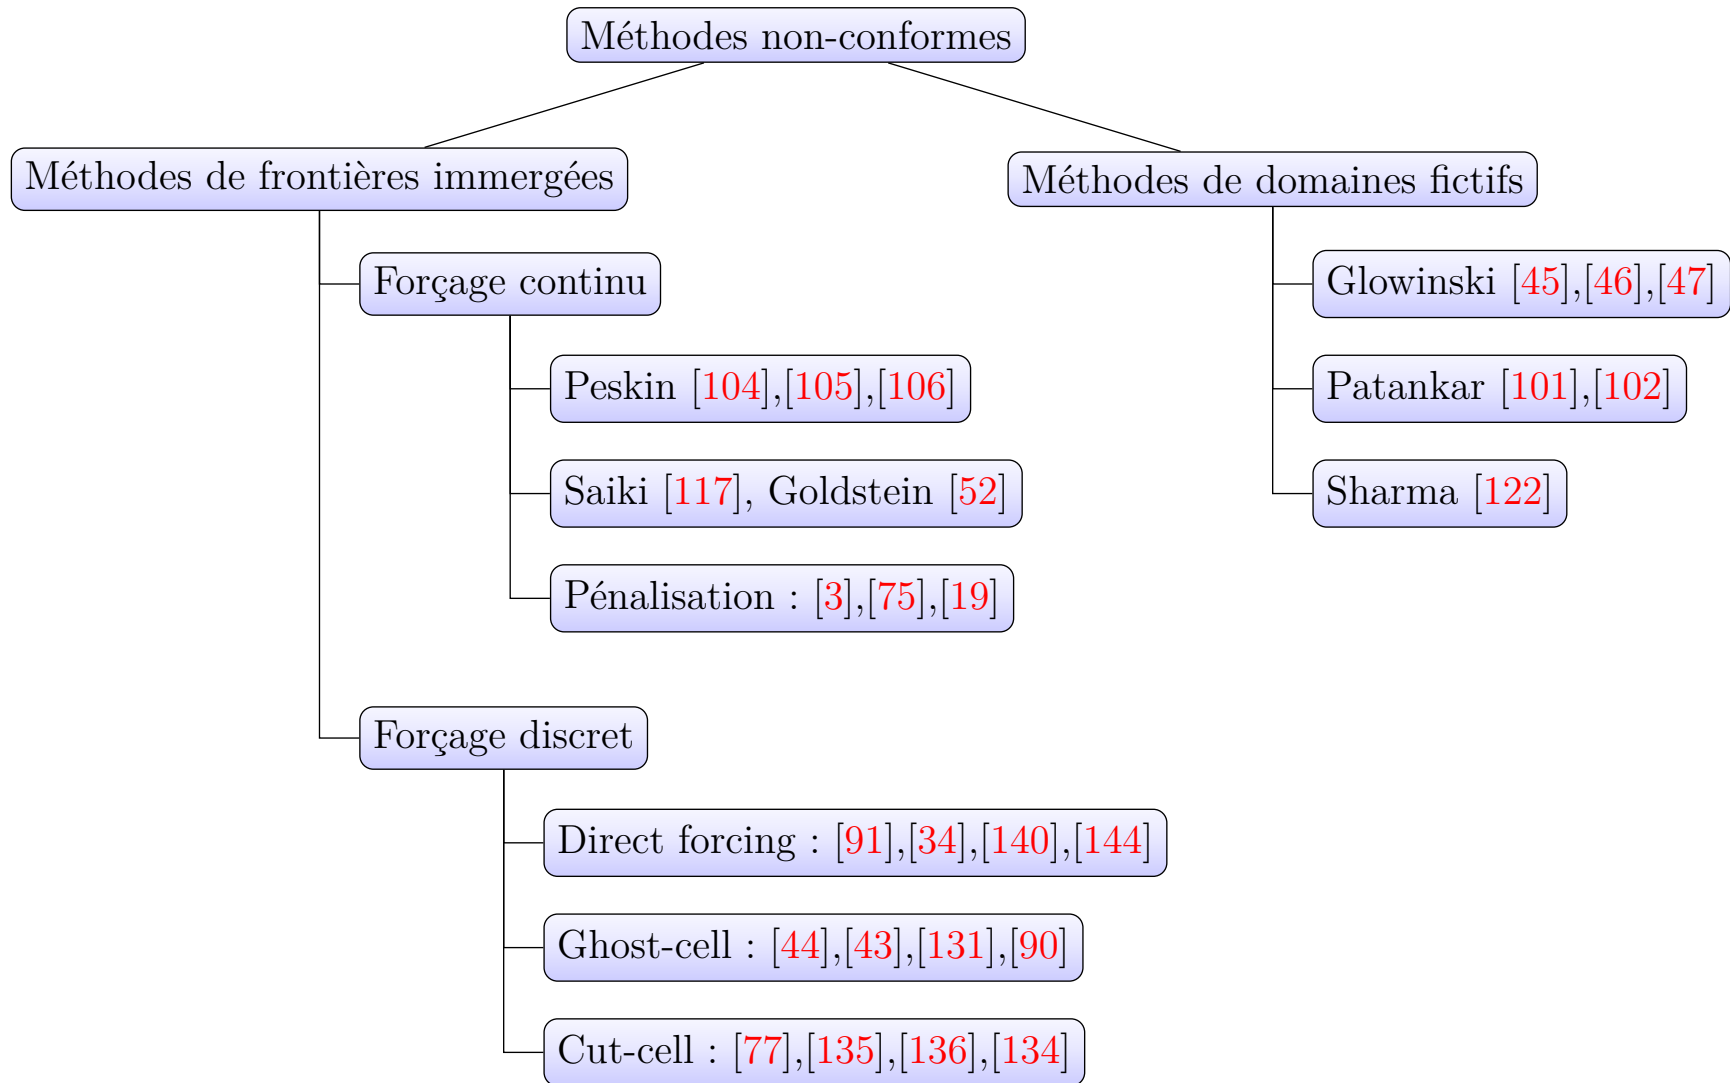 Méthodes non-conformes
Méthodes de frontières immergées
Méthodes de domaines fictifs
Forçage continu
Glowinski [45],[46],[47]
Peskin [104],[105],[106]
Patankar [101],[102]
Saiki [117], Goldstein [52]
Sharma [122]
Pénalisation : [3],[75],[19]
Forçage discret
Direct forcing : [91],[34],[140],[144]
Ghost-cell : [44],[43],[131],[90]
Cut-cell : [77],[135],[136],[134]